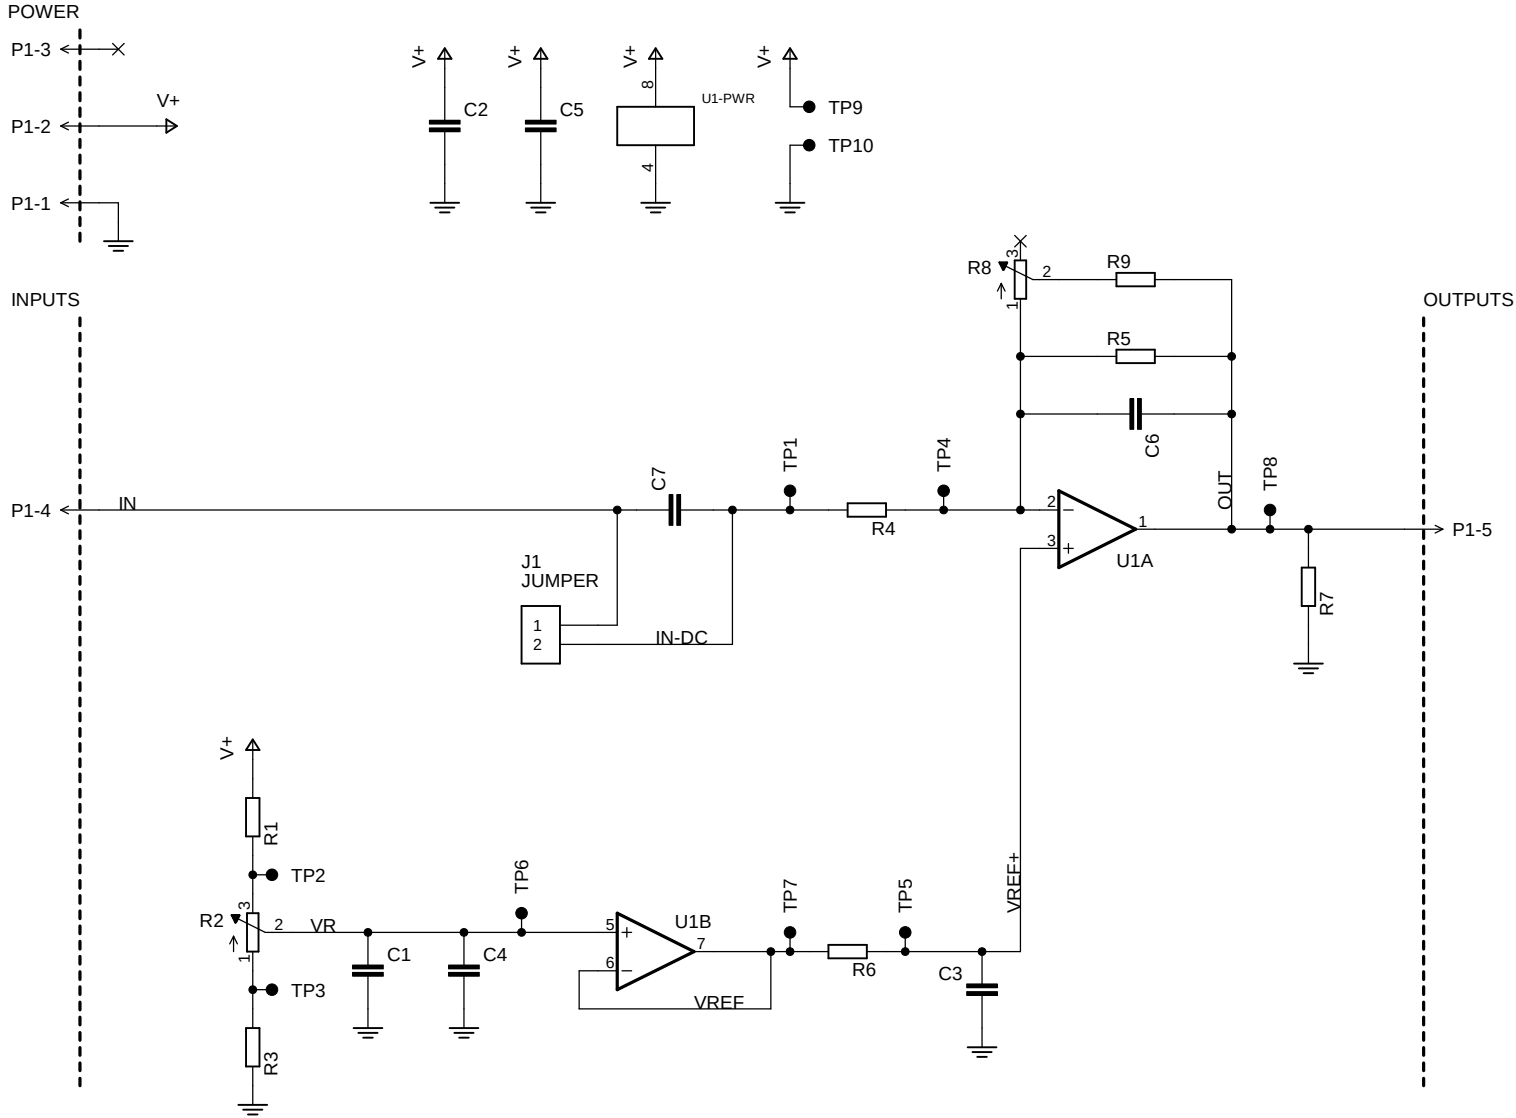 POWER
P1-3
V+
P1-2
P1-1
V+
C2
V+
C5
V+
8
U1-PWR
4
V+
TP9
TP10
INPUTS
OUTPUTS
R8
3
2
1
R9
R5
C6
P1-4
IN
C7
TP1
R4
TP4
2
−
3
+
1
U1A
OUT
TP8
P1-5
R7
J1
JUMPER
1
2
IN-DC
V+
R1
TP2
R2
3
2
1
VR
TP3
R3
C1
C4
TP6
5
+
6
−
U1B
7
VREF
TP7
R6
TP5
C3
VREF+